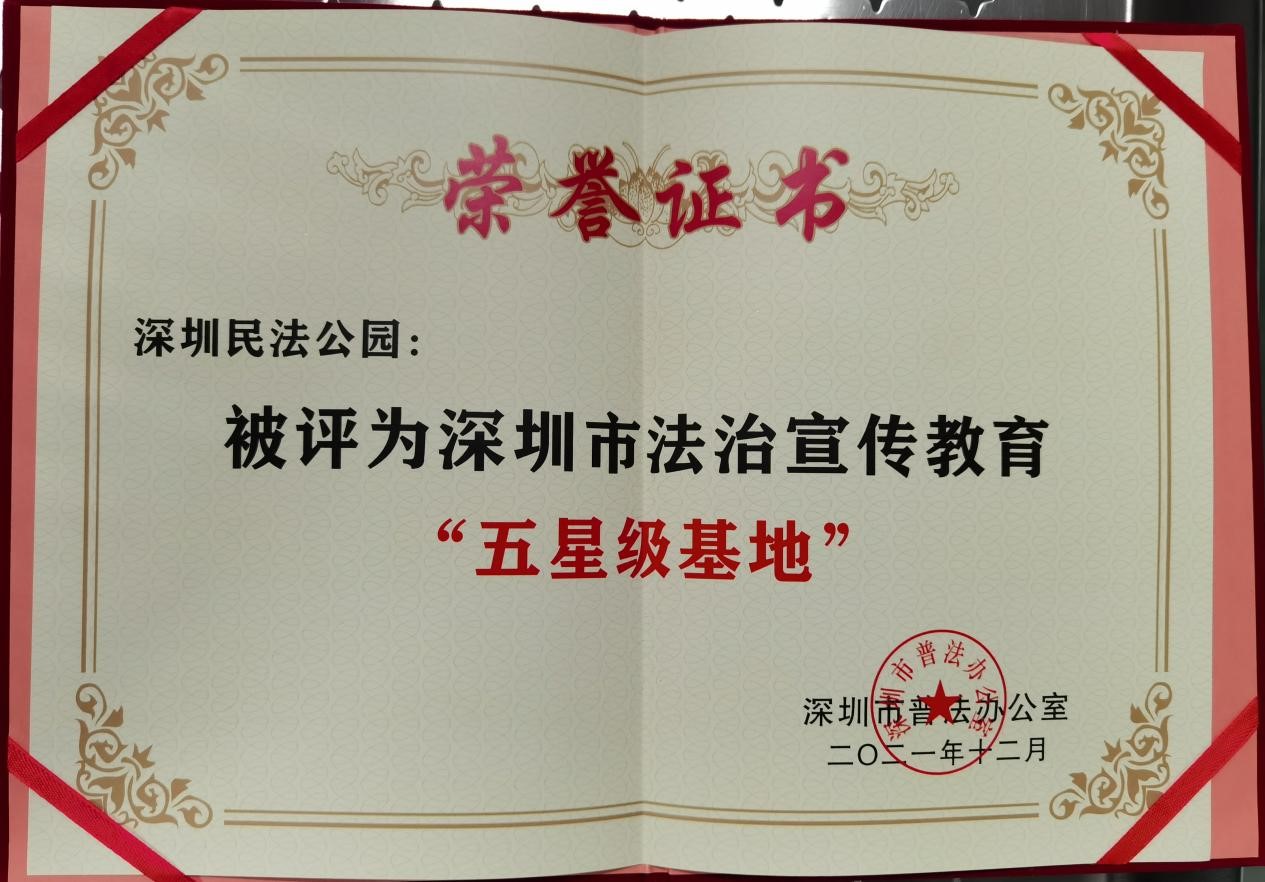 荣誉证书
深圳民法公园：
被评为深圳市法治宣传教育
“五星级基地”
深圳市普法办公室
二〇二一年十二月
深圳市普法办公室